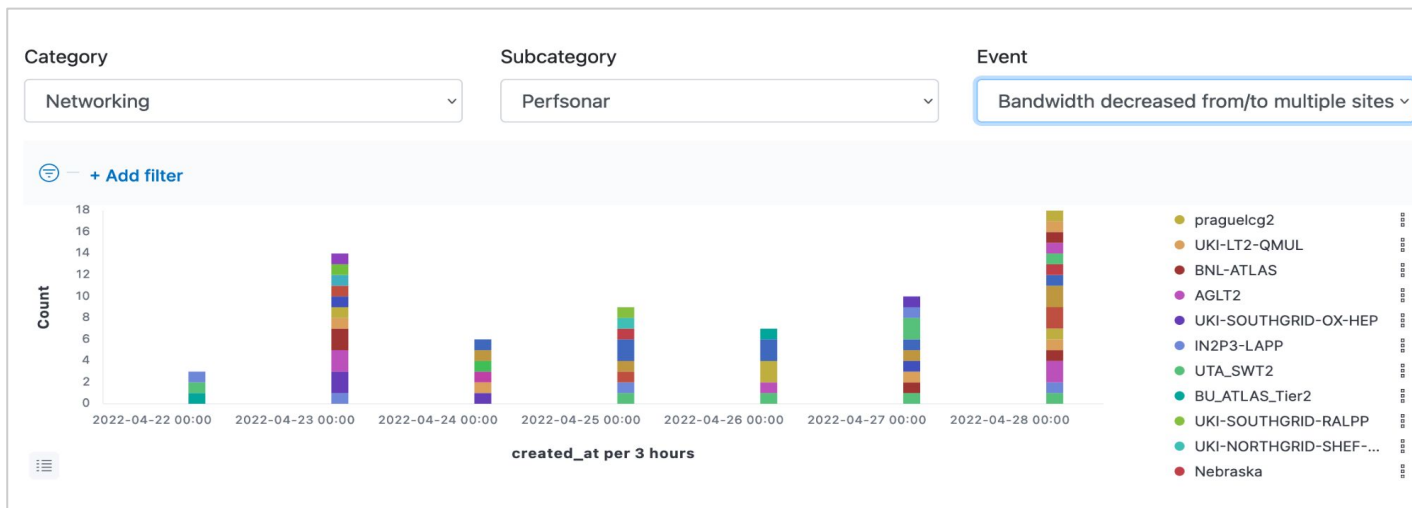 Category Subcategory Event
Networking Perfsonar Bandwidth decreased from/to multiple sites
+ Add filter
18
16
14
12
10
8
6
4
2
0
Count
2022-04-22 00:00 2022-04-23 00:00 2022-04-24 00:00 2022-04-25 00:00 2022-04-26 00:00 2022-04-27 00:00 2022-04-28 00:00
created_at per 3 hours
praguelcg2
UKI-LT2-QMUL
BNL-ATLAS
AGLT2
UKI-SOUTHGRID-OX-HEP
IN2P3-LAPP
UTA_SWT2
BU_ATLAS_Tier2
UKI-SOUTHGRID-RALPP
UKI-NORTHGRID-SHEF-...
Nebraska